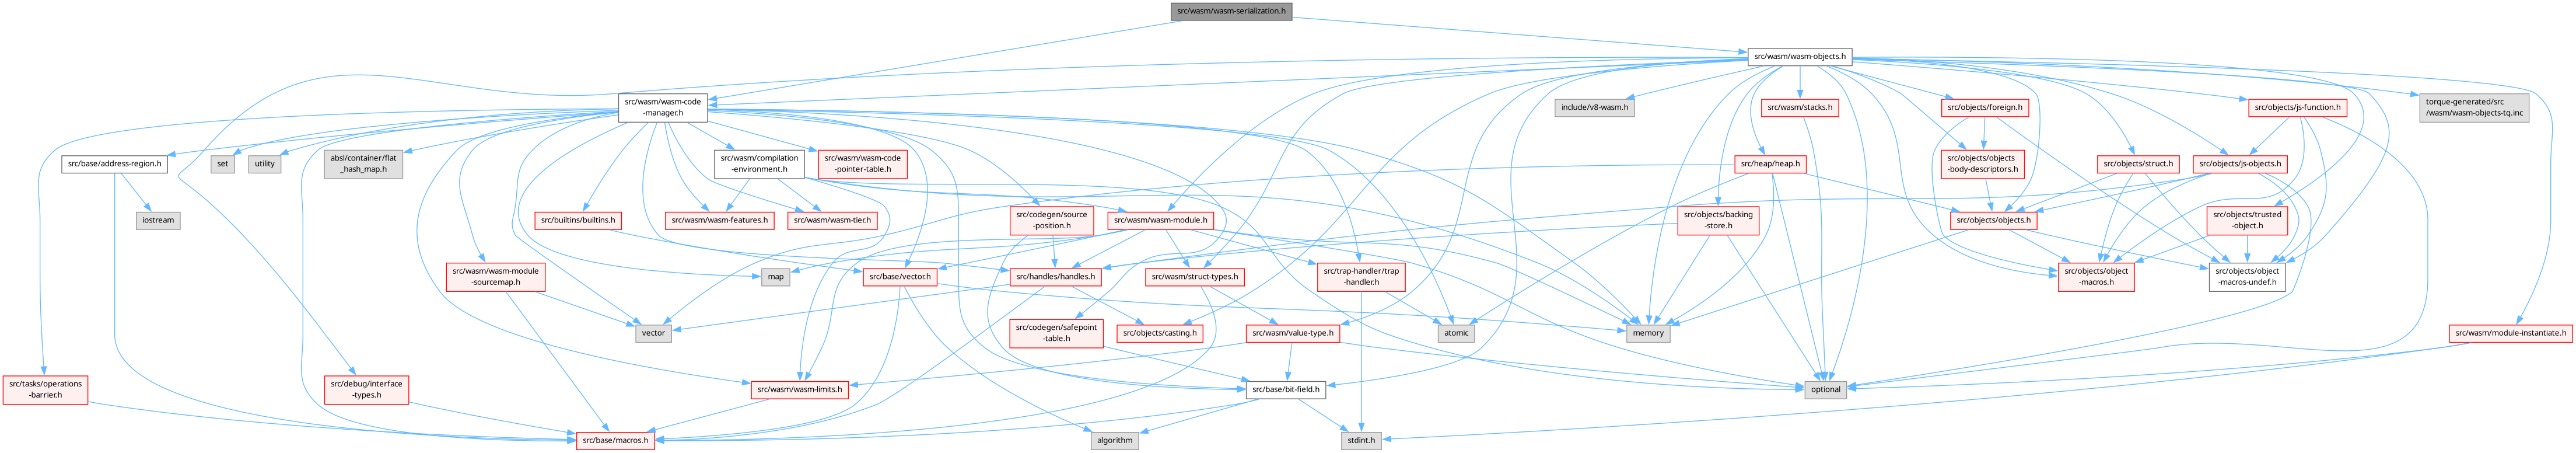 src/wasm/wasm-serialization.h
src/wasm/wasm-objects.h
src/wasm/wasm-code
-manager.h
include/v8-wasm.h
src/wasm/stacks.h
src/objects/foreign.h
src/objects/js-function.h
torque-generated/src
/wasm/wasm-objects-tq.inc
src/base/address-region.h
set
utility
absl/container/flat
_hash_map.h
src/wasm/compilation
-environment.h
src/wasm/wasm-code
-pointer-table.h
src/heap/heap.h
src/objects/objects
-body-descriptors.h
src/objects/struct.h
src/objects/js-objects.h
iostream
src/builtins/builtins.h
src/wasm/wasm-features.h
src/wasm/wasm-tier.h
src/codegen/source
-position.h
src/wasm/wasm-module.h
src/objects/backing
-store.h
src/objects/objects.h
src/objects/trusted
-object.h
src/wasm/wasm-module
-sourcemap.h
map
src/base/vector.h
src/handles/handles.h
src/wasm/struct-types.h
src/trap-handler/trap
-handler.h
src/objects/object
-macros.h
src/objects/object
-macros-undef.h
vector
src/codegen/safepoint
-table.h
src/objects/casting.h
src/wasm/value-type.h
atomic
memory
src/wasm/module-instantiate.h
src/tasks/operations
-barrier.h
src/debug/interface
-types.h
src/wasm/wasm-limits.h
src/base/bit-field.h
optional
src/base/macros.h
algorithm
stdint.h